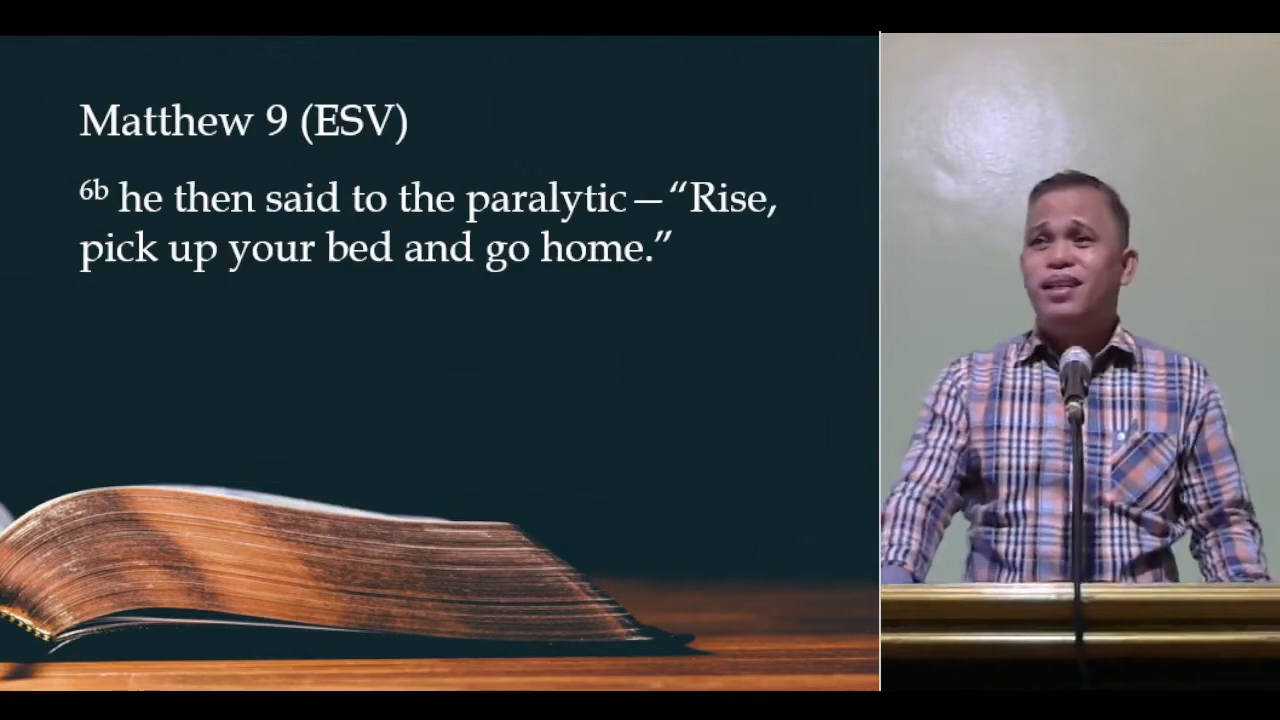 Matthew 9 (ESV)
6b he then said to the paralytic—“Rise,
pick up your bed and go home.”